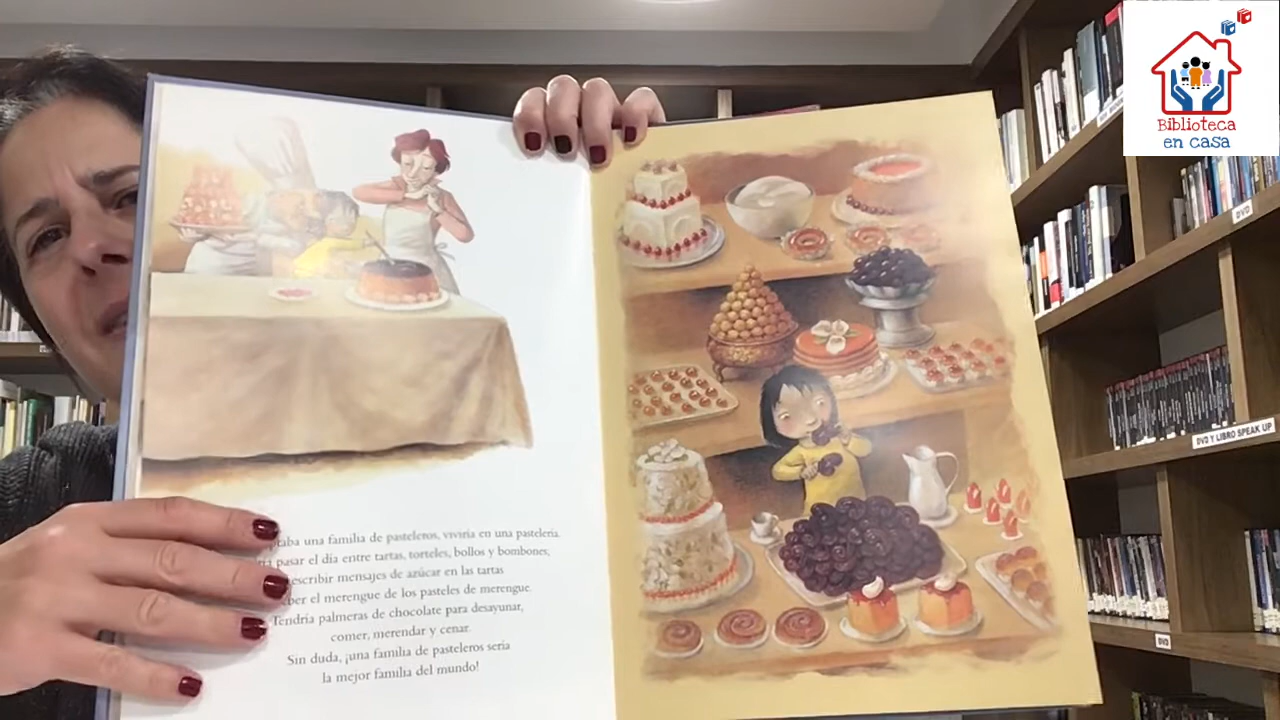 Biblioteca
en casa
DVD
DVD Y LIBRO SPEAK UP
DVD
una familia de pasteleros, viviría en una pastelería.
pasar el día entre tartas, torteles, bollos y bombones;
escribir mensajes de azúcar en las tartas
el merengue de los pasteles de merengue.
Tendría palmeras de chocolate para desayunar,
comer, merendar y cenar.
Sin duda, ¡una familia de pasteleros sería
la mejor familia del mundo!